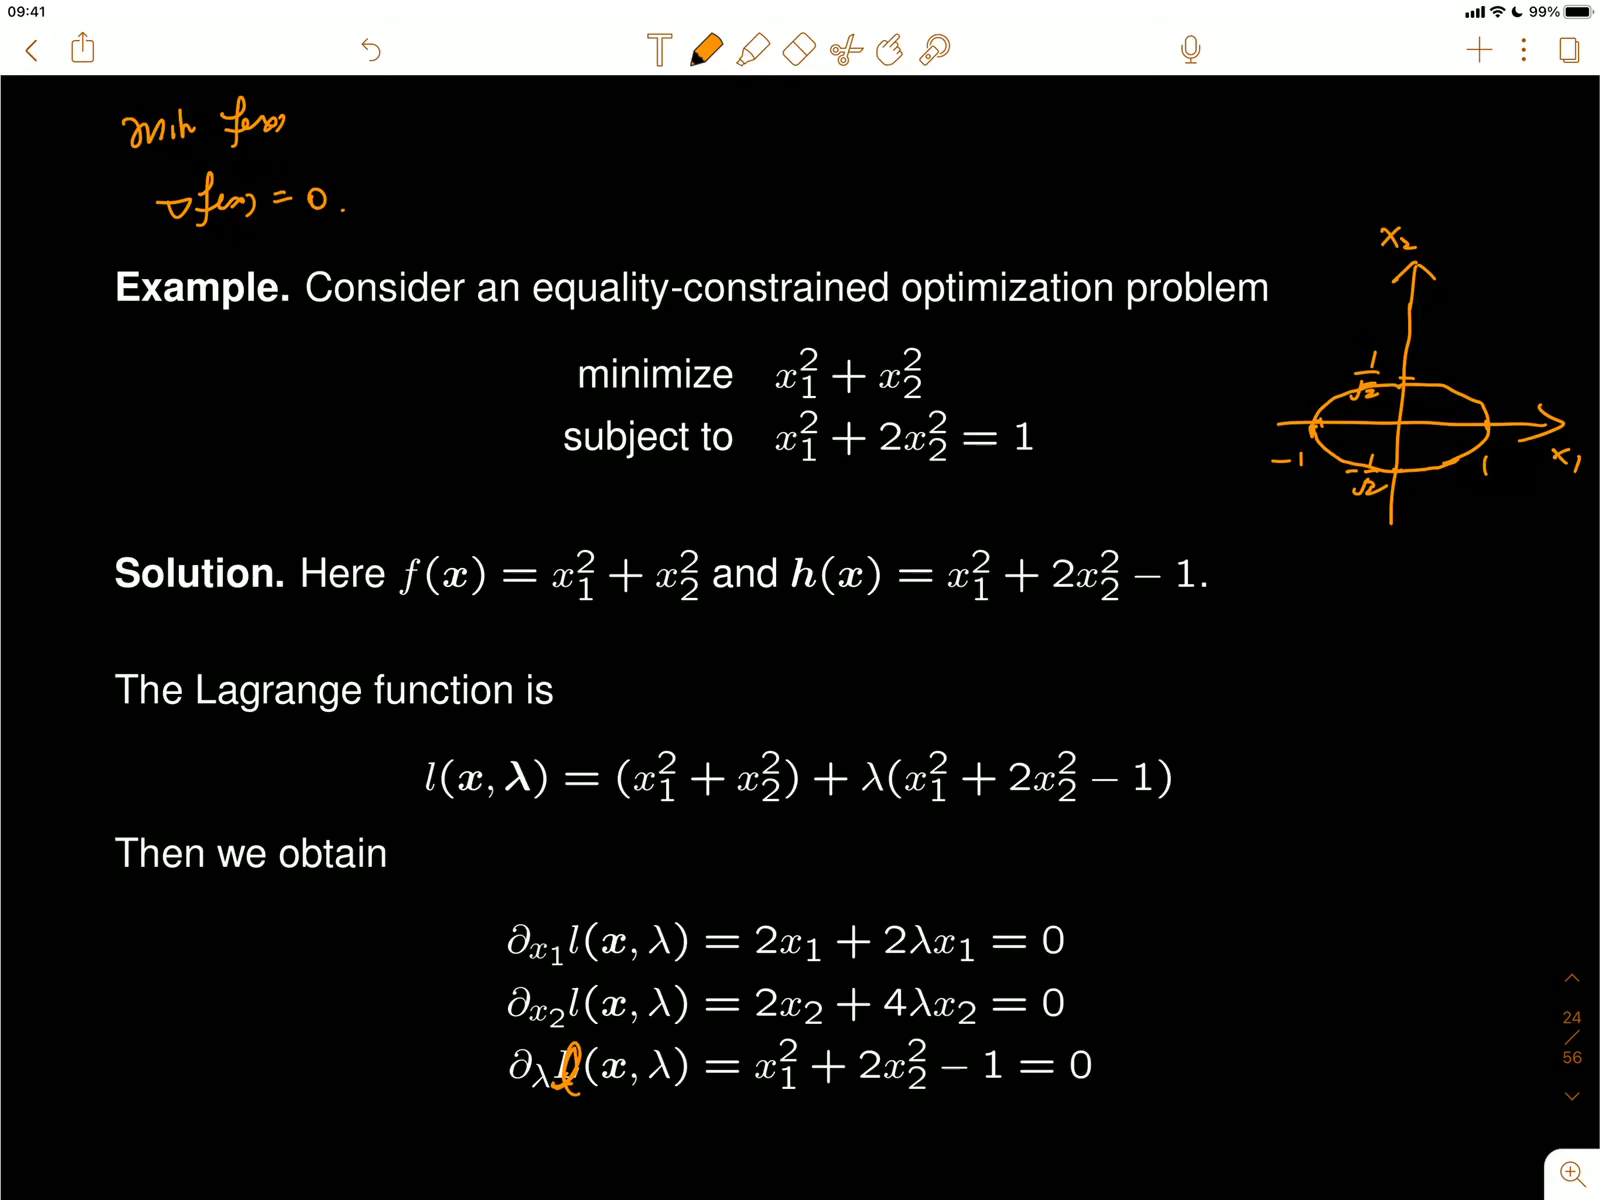 09:41
99%
min f(x)
∇f(x) = 0.
x₂
Example. Consider an equality-constrained optimization problem
minimize x₁² + x₂²
subject to x₁² + 2x₂² = 1
1/√2
-1
-1/√2
1
x₁
Solution. Here f(x) = x₁² + x₂² and h(x) = x₁² + 2x₂² − 1.
The Lagrange function is
l(x, λ) = (x₁² + x₂²) + λ(x₁² + 2x₂² − 1)
Then we obtain
∂x₁l(x, λ) = 2x₁ + 2λx₁ = 0
∂x₂l(x, λ) = 2x₂ + 4λx₂ = 0
∂λl(x, λ) = x₁² + 2x₂² − 1 = 0
24
/
56